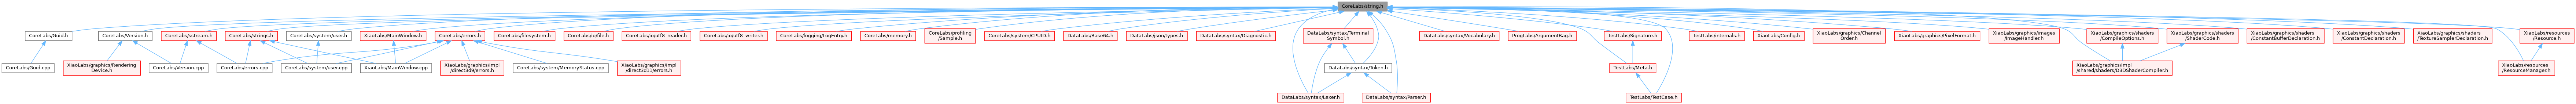 CoreLabs/string.h
CoreLabs/Guid.h
CoreLabs/Version.h
CoreLabs/sstream.h
CoreLabs/strings.h
CoreLabs/system/user.h
XiaoLabs/MainWindow.h
CoreLabs/errors.h
CoreLabs/filesystem.h
CoreLabs/io/file.h
CoreLabs/io/utf8_reader.h
CoreLabs/io/utf8_writer.h
CoreLabs/logging/LogEntry.h
CoreLabs/memory.h
CoreLabs/profiling
/Sample.h
CoreLabs/system/CPUID.h
DataLabs/Base64.h
DataLabs/json/types.h
DataLabs/syntax/Diagnostic.h
DataLabs/syntax/Terminal
Symbol.h
DataLabs/syntax/Vocabulary.h
ProgLabs/ArgumentBag.h
TestLabs/Signature.h
TestLabs/Internals.h
XiaoLabs/Config.h
XiaoLabs/graphics/Channel
Order.h
XiaoLabs/graphics/PixelFormat.h
XiaoLabs/graphics/images
/ImageHandler.h
XiaoLabs/graphics/shaders
/CompileOptions.h
XiaoLabs/graphics/shaders
/ShaderCode.h
XiaoLabs/graphics/shaders
/ConstantBufferDeclaration.h
XiaoLabs/graphics/shaders
/ConstantDeclaration.h
XiaoLabs/graphics/shaders
/TextureSamplerDeclaration.h
XiaoLabs/resources
/Resource.h
CoreLabs/Guid.cpp
XiaoLabs/graphics/Rendering
Device.h
CoreLabs/Version.cpp
CoreLabs/errors.cpp
CoreLabs/system/user.cpp
XiaoLabs/MainWindow.cpp
XiaoLabs/graphics/impl
/direct3d9/errors.h
CoreLabs/system/MemoryStatus.cpp
XiaoLabs/graphics/impl
/direct3d11/errors.h
DataLabs/syntax/Token.h
TestLabs/Meta.h
XiaoLabs/graphics/impl
/shared/shaders/D3DShaderCompiler.h
XiaoLabs/resources
/ResourceManager.h
DataLabs/syntax/Lexer.h
DataLabs/syntax/Parser.h
TestLabs/TestCase.h